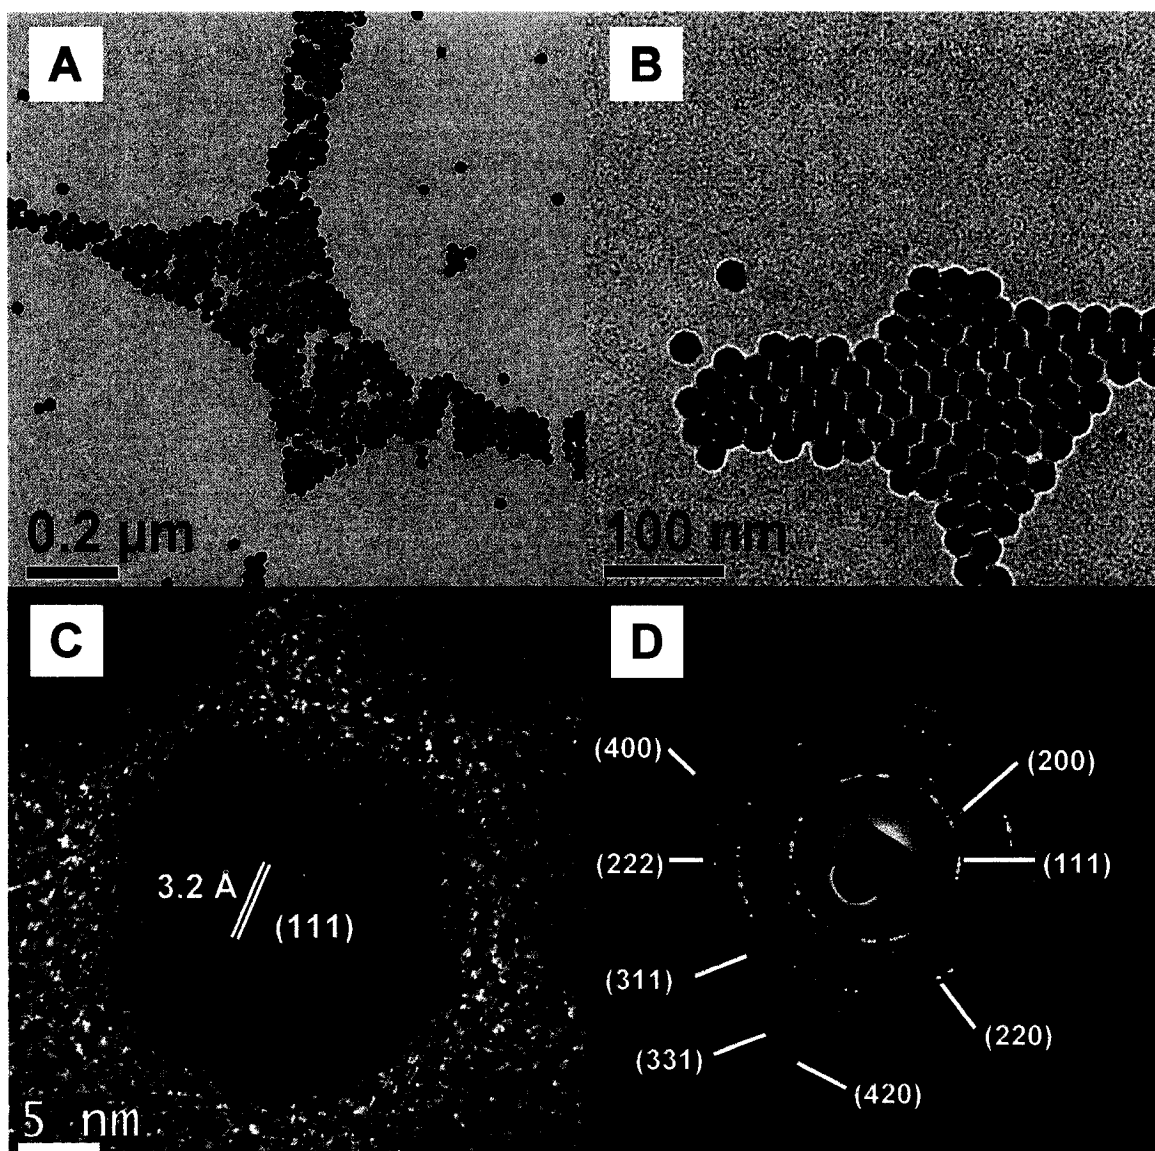 A
B
0.2 µm
100 nm
C
D
3.2 A
(111)
5 nm
(400)
(200)
(222)
(111)
(311)
(220)
(331)
(420)